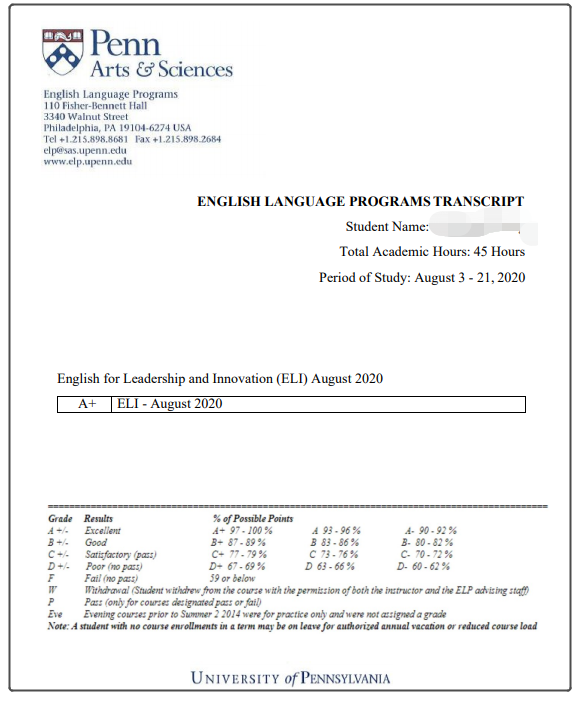 Penn
Arts & Sciences
English Language Programs
110 Fisher-Bennett Hall
3340 Walnut Street
Philadelphia, PA 19104-6274 USA
Tel +1.215.898.8681 Fax +1.215.898.2684
elp@sas.upenn.edu
www.elp.upenn.edu
ENGLISH LANGUAGE PROGRAMS TRANSCRIPT
Student Name:
Total Academic Hours: 45 Hours
Period of Study: August 3 - 21, 2020
English for Leadership and Innovation (ELI) August 2020
A+ ELI - August 2020
Grade Results % of Possible Points
A +/- Excellent A+ 97 - 100 % A 93 - 96 % A- 90 - 92 %
B +/- Good B+ 87 - 89 % B 83 - 86 % B- 80 - 82 %
C +/- Satisfactory (pass) C+ 77 - 79 % C 73 - 76 % C- 70 - 72 %
D +/- Poor (no pass) D+ 67 - 69 % D 63 - 66 % D- 60 - 62 %
F Fail (no pass) 59 or below
W Withdrawal (Student withdrew from the course with the permission of both the instructor and the ELP advising staff)
P Pass (only for courses designated pass or fail)
Eve Evening courses prior to Summer 2 2014 were for practice only and were not assigned a grade
Note: A student with no course enrollments in a term may be on leave for authorized annual vacation or reduced course load
UNIVERSITY of PENNSYLVANIA